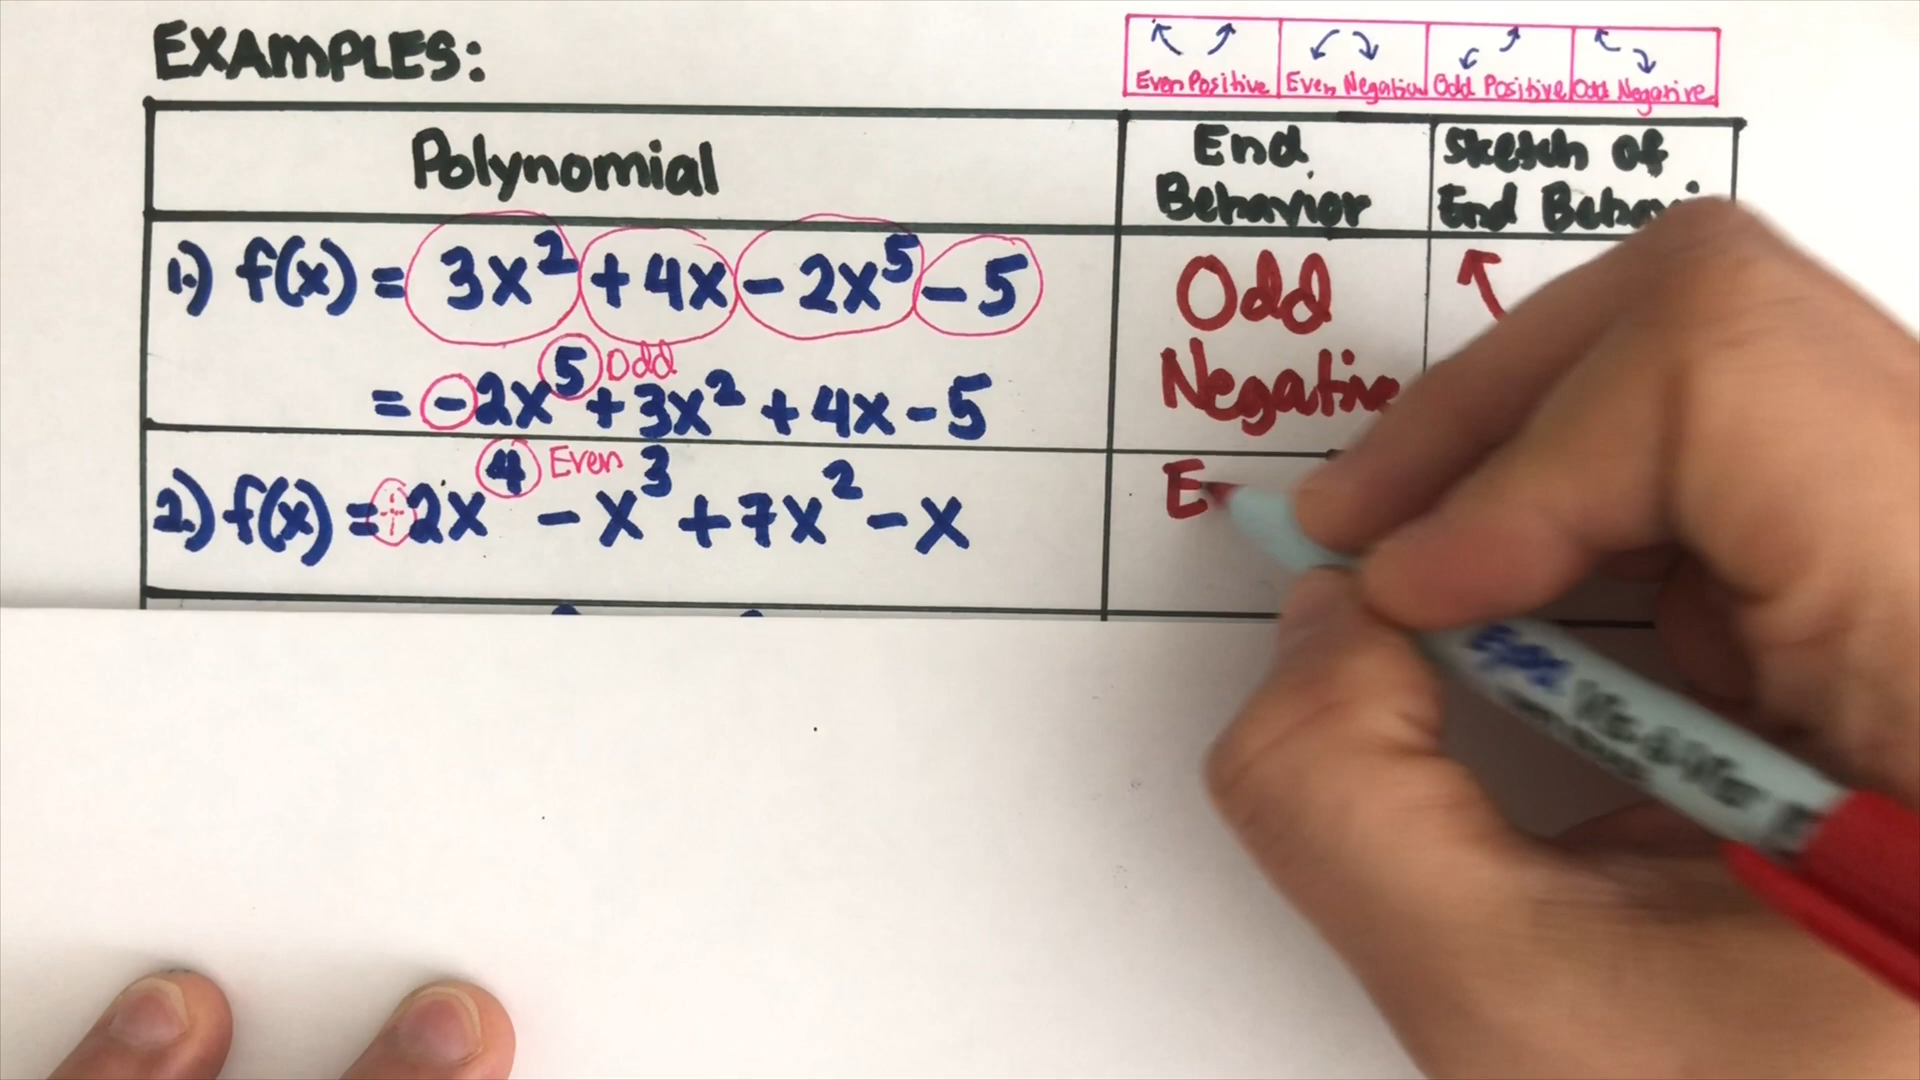 EXAMPLES:
Even Positive Even Negative Odd Positive Odd Negative
Polynomial
End Behavior
Sketch of End
1.) f(x) = 3x² + 4x - 2x⁵ - 5
Odd Negative
5 Odd
= -2x⁵ + 3x² + 4x - 5
4 Even
2.) f(x) = +2x⁴ - x³ + 7x² - x
E
Expo